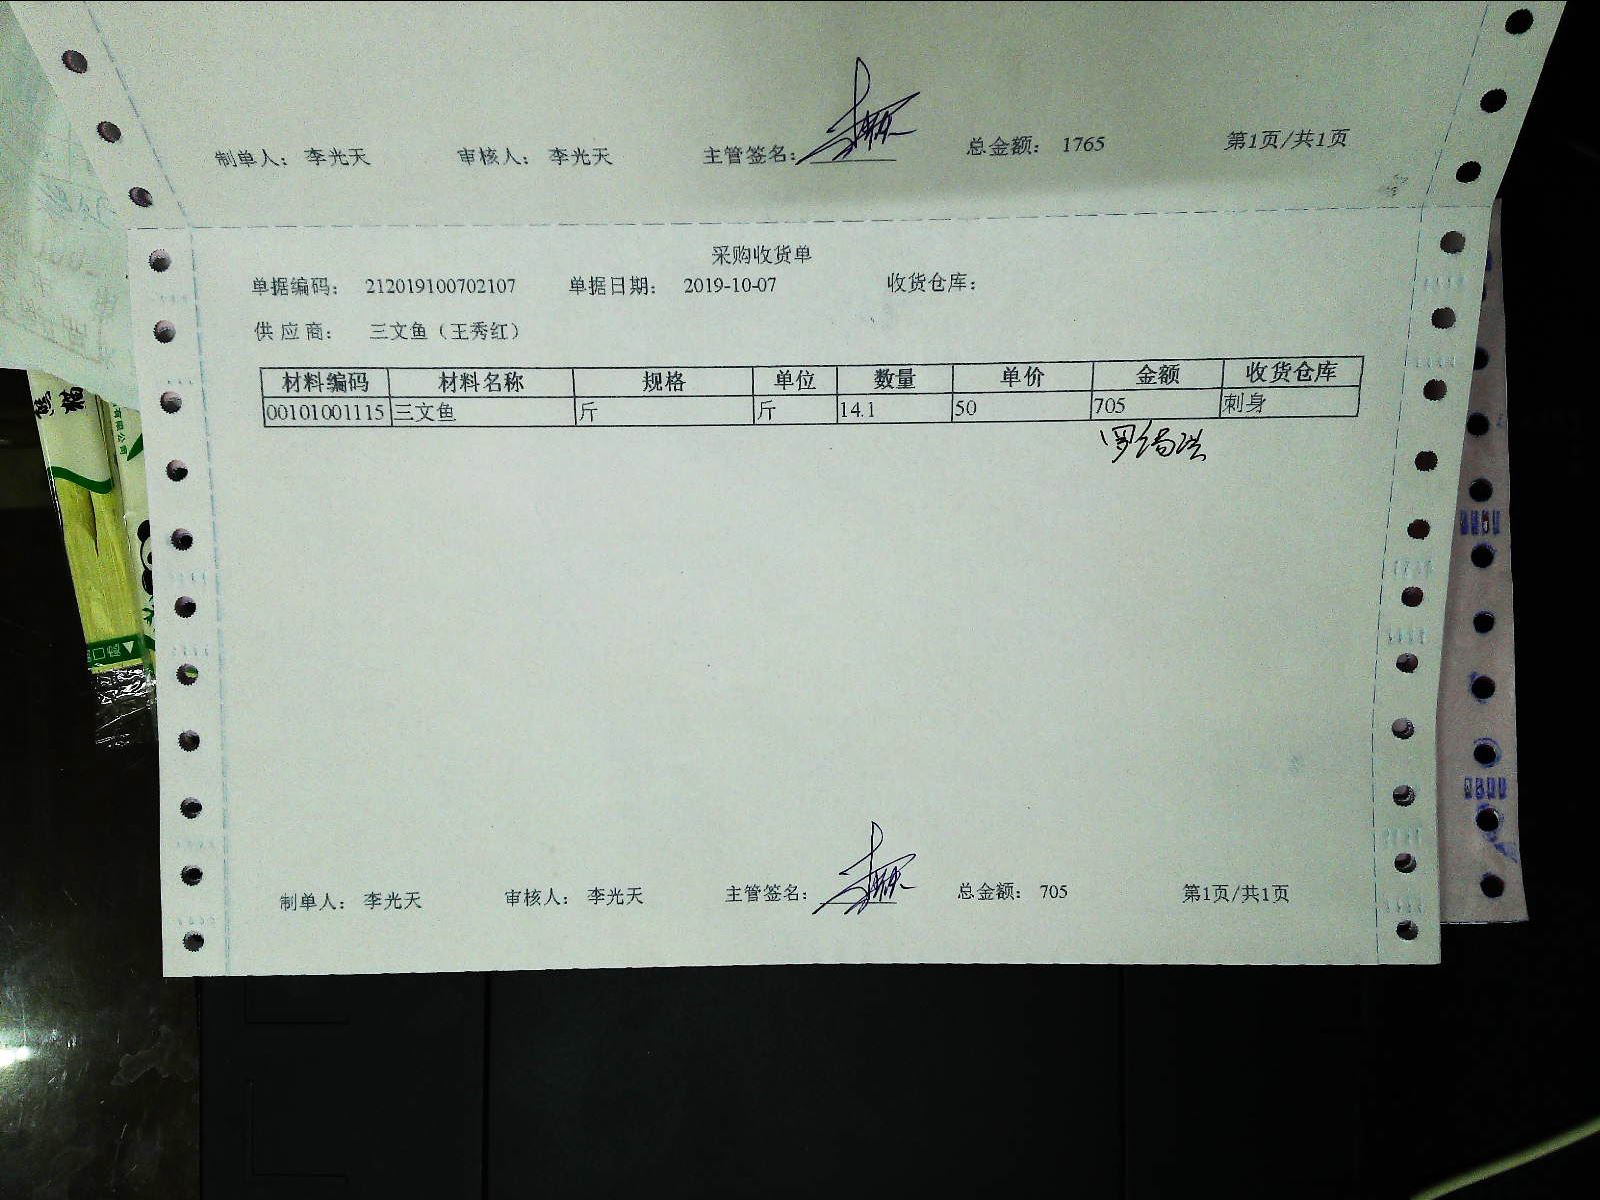 制单人： 李光天 审核人： 李光天 主管签名： 总金额： 1765 第1页/共1页
采购收货单
单据编码： 212019100702107 单据日期： 2019-10-07 收货仓库：
供 应 商： 三文鱼（王秀红）
材料编码 材料名称 规格 单位 数量 单价 金额 收货仓库
00101001115 三文鱼 斤 斤 14.1 50 705 刺身
制单人： 李光天 审核人： 李光天 主管签名： 总金额： 705 第1页/共1页